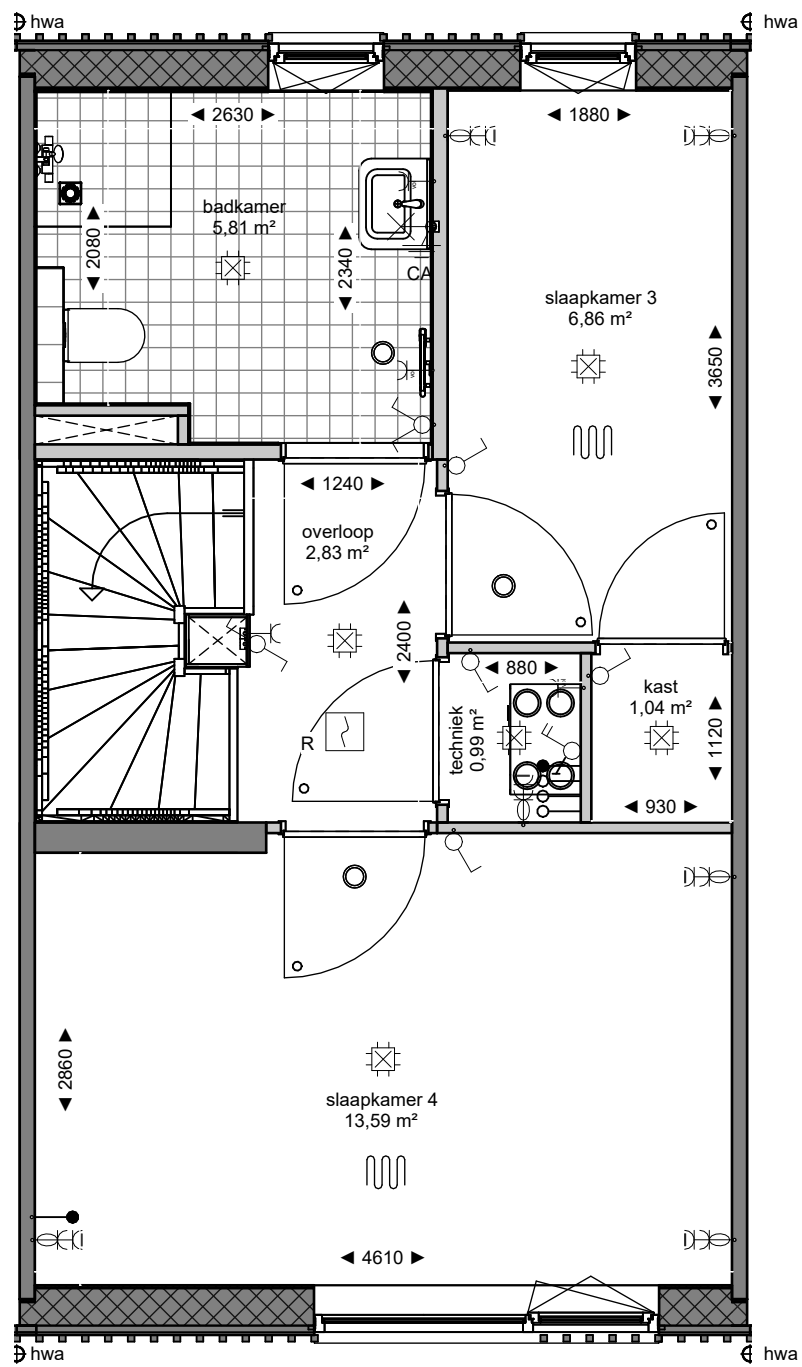 hwa
hwa
◄ 2630 ►
◄ 1880 ►
badkamer
5,81 m²
◄ 2080 ►
◄ 2340 ►
CA
slaapkamer 3
6,86 m²
◄ 3650 ►
◄ 1240 ►
overloop
2,83 m²
◄ 2400 ►
◄ 880 ►
techniek
0,99 m²
kast
1,04 m²
◄ 1120 ►
R
◄ 930 ►
◄ 2860 ►
slaapkamer 4
13,59 m²
◄ 4610 ►
hwa
hwa